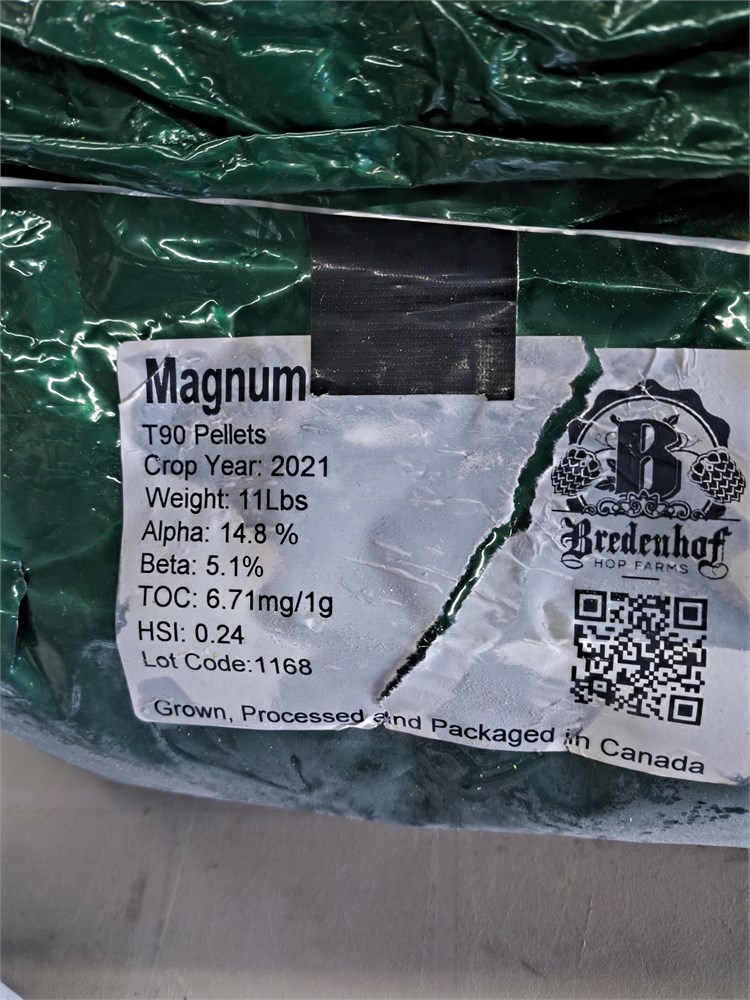 Magnum
T90 Pellets
Crop Year: 2021
Weight: 11Lbs
Alpha: 14.8 %
Beta: 5.1%
TOC: 6.71mg/1g
HSI: 0.24
Lot Code:1168
Grown, Processed and Packaged in Canada
B
Bredenhof
HOP FARMS